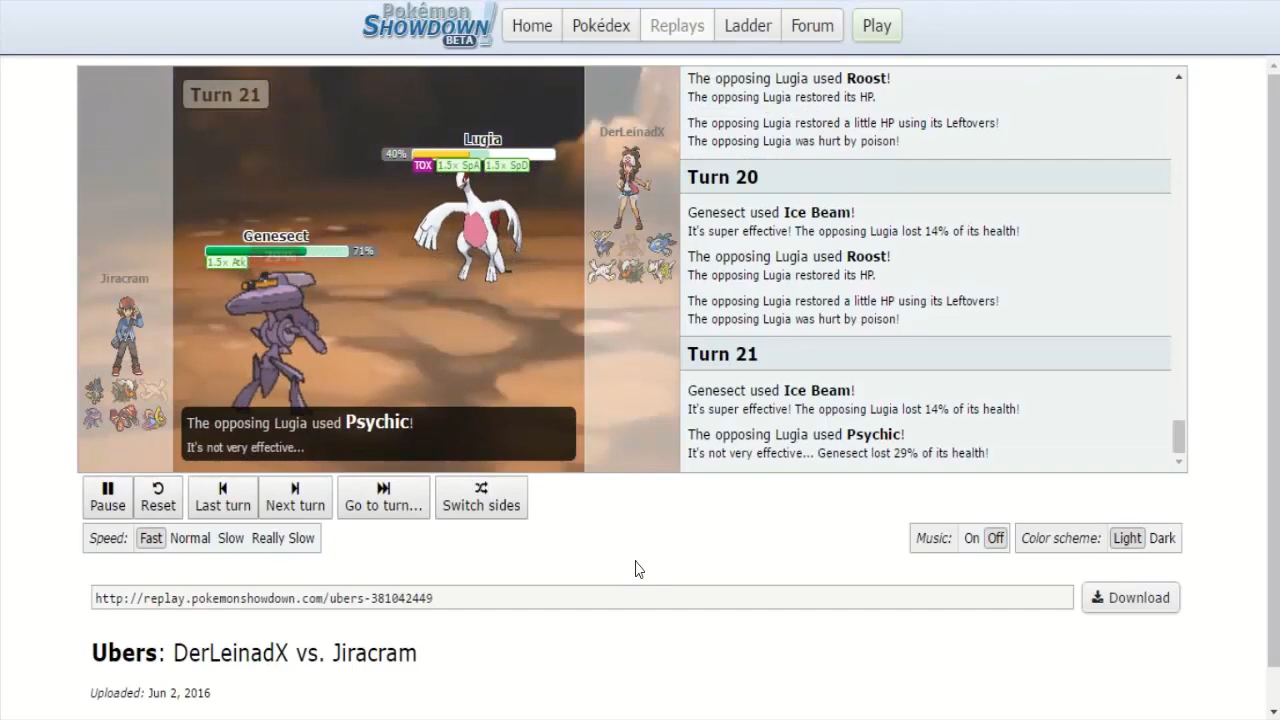 Pokémon
SHOWDOWN!
BETA
Home
Pokédex
Replays
Ladder
Forum
Play
Turn 21
Lugia
40%
TOX
1.5× SpA
1.5× SpD
Genesect
71%
1.5× Atk
Jiracram
DerLeinadX
The opposing Lugia used Psychic!
It's not very effective...
The opposing Lugia used Roost!
The opposing Lugia restored its HP.
The opposing Lugia restored a little HP using its Leftovers!
The opposing Lugia was hurt by poison!
Turn 20
Genesect used Ice Beam!
It's super effective! The opposing Lugia lost 14% of its health!
The opposing Lugia used Roost!
The opposing Lugia restored its HP.
The opposing Lugia restored a little HP using its Leftovers!
The opposing Lugia was hurt by poison!
Turn 21
Genesect used Ice Beam!
It's super effective! The opposing Lugia lost 14% of its health!
The opposing Lugia used Psychic!
It's not very effective... Genesect lost 29% of its health!
Pause
Reset
Last turn
Next turn
Go to turn...
Switch sides
Speed: Fast Normal Slow Really Slow
Music: On Off
Color scheme: Light Dark
http://replay.pokemonshowdown.com/ubers-381042449
Download
Ubers: DerLeinadX vs. Jiracram
Uploaded: Jun 2, 2016